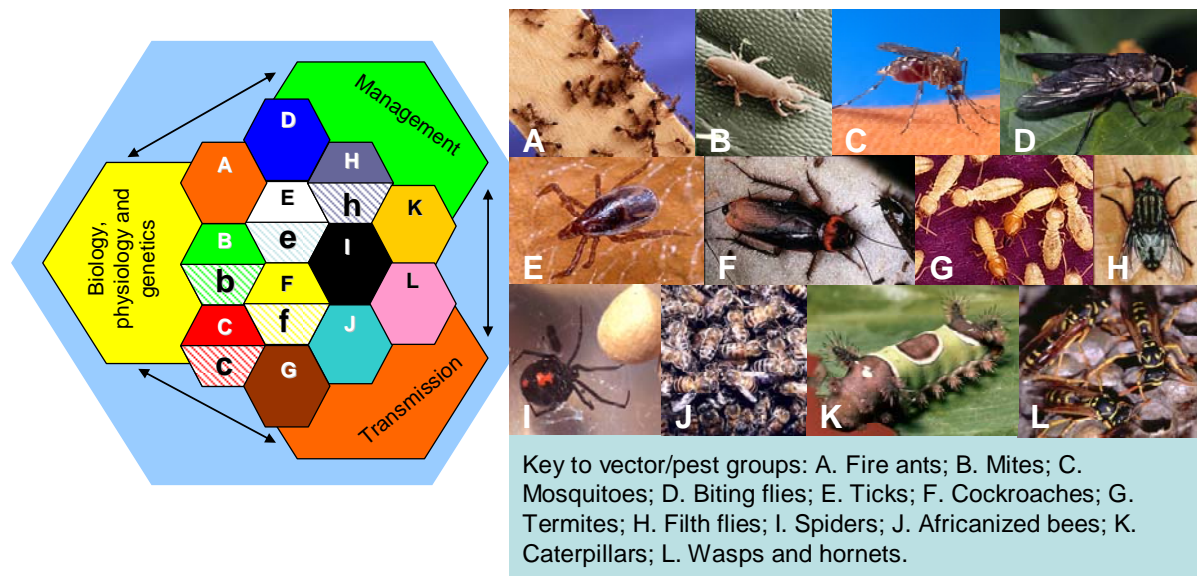 Management
D
A
H
E
h
K
B
e
I
Biology,
physiology and
genetics
b
F
L
C
f
J
c
G
Transmission
A
B
C
D
E
F
G
H
I
J
K
L
Key to vector/pest groups: A. Fire ants; B. Mites; C.
Mosquitoes; D. Biting flies; E. Ticks; F. Cockroaches; G.
Termites; H. Filth flies; I. Spiders; J. Africanized bees; K.
Caterpillars; L. Wasps and hornets.